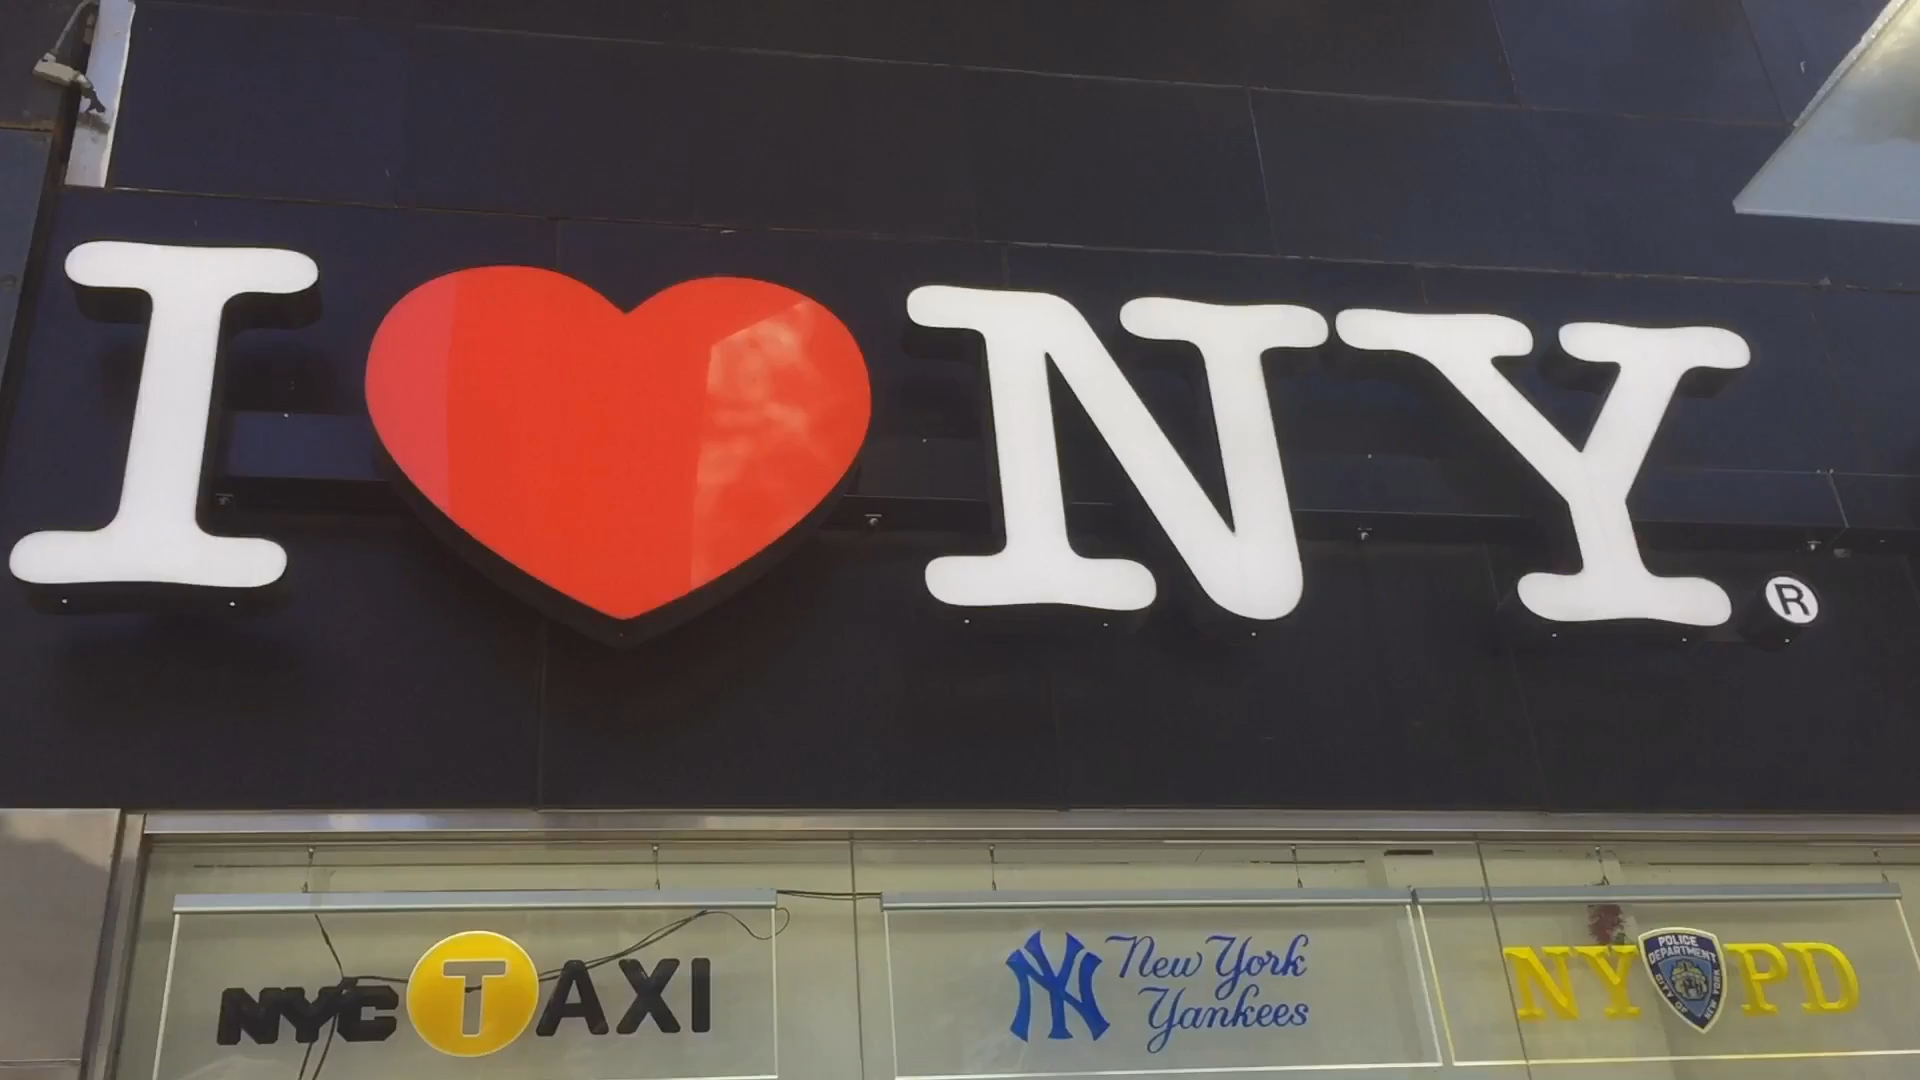 I ❤ NY ®
NYC TAXI
NY New York
Yankees
NYPD
POLICE
DEPARTMENT
CITY OF NEW YORK